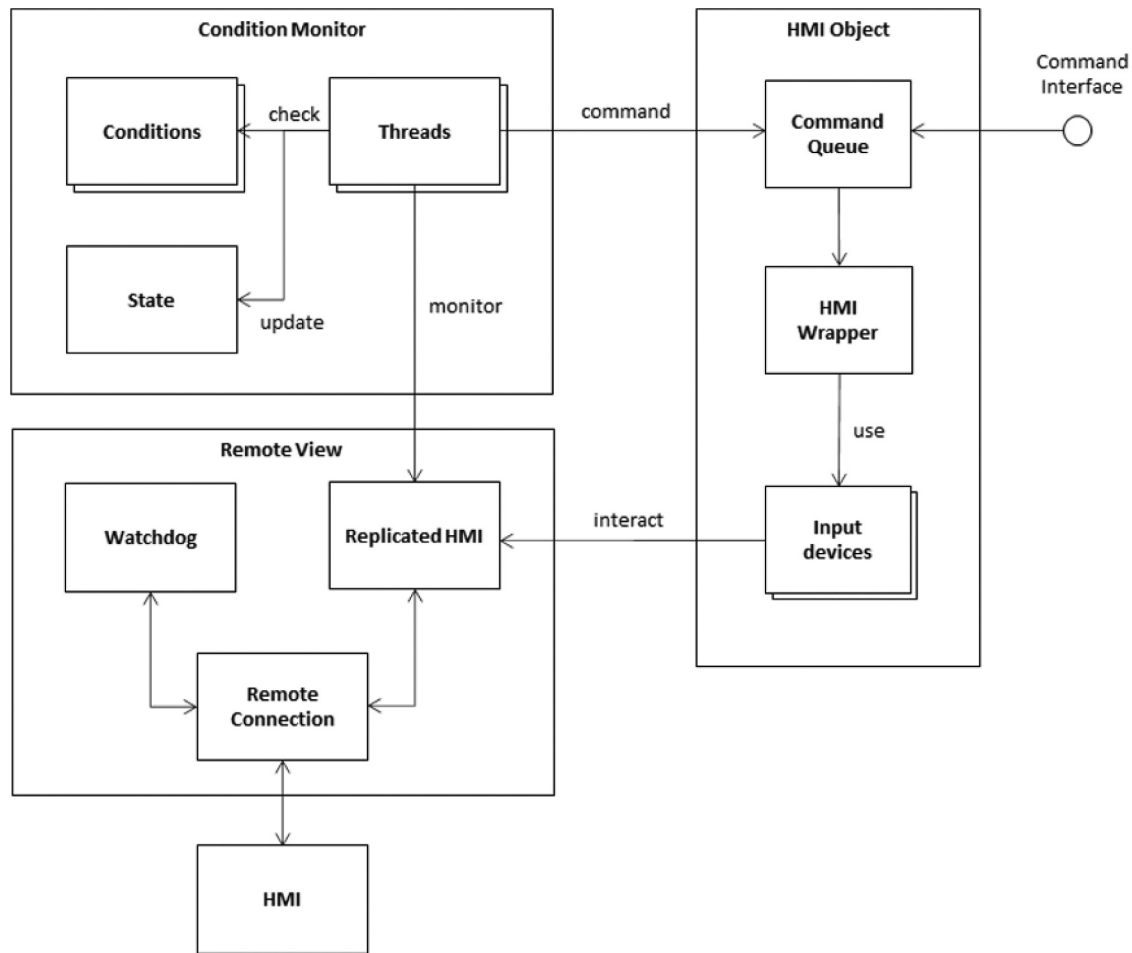 Condition Monitor
HMI Object
Command
Interface
Conditions
check
Threads
command
Command
Queue
State
update
monitor
HMI
Wrapper
use
Remote View
Watchdog
Replicated HMI
interact
Input
devices
Remote
Connection
HMI